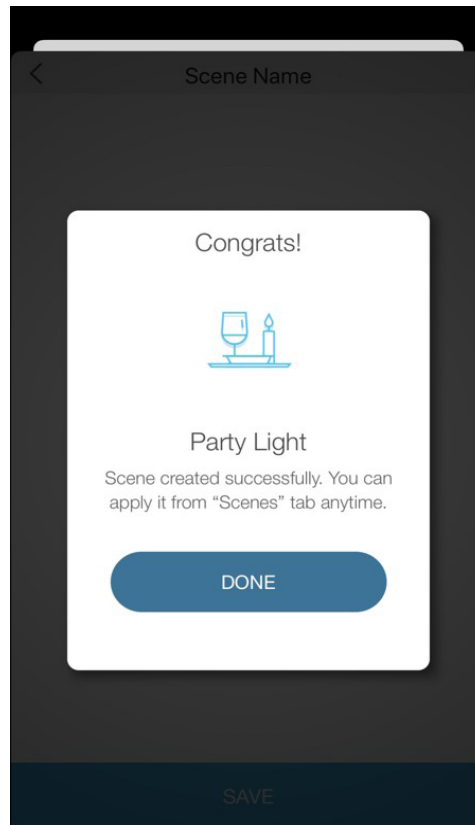 Scene Name
Congrats!
Party Light
Scene created successfully. You can
apply it from “Scenes” tab anytime.
DONE
SAVE